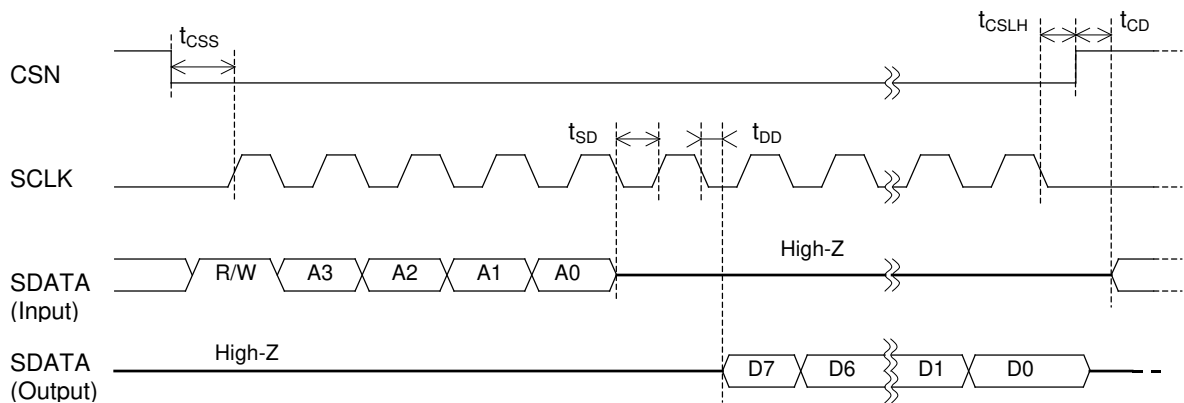 tCSS
tCSLH
tCD
CSN
tSD
tDD
SCLK
High-Z
R/W
A3
A2
A1
A0
SDATA
(Input)
High-Z
SDATA
(Output)
D7
D6
D1
D0